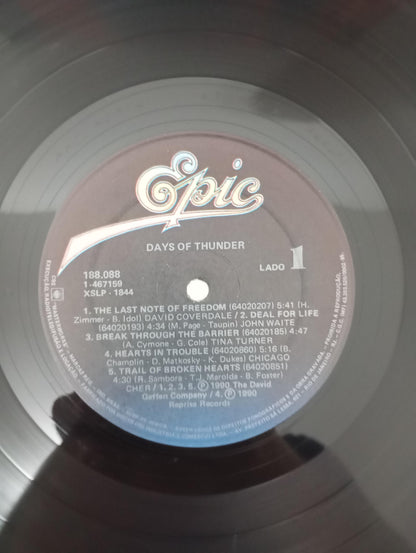 Epic
DAYS OF THUNDER
188.088
1-467159
XSLP - 1844
LADO 1
1. THE LAST NOTE OF FREEDOM (64020207) 5:41 (H.
Zimmer - B. Idol) DAVID COVERDALE / 2. DEAL FOR LIFE
(64020193) 4:34 (M. Page - Taupin) JOHN WAITE
3. BREAK THROUGH THE BARRIER (64020185) 4:47
(A. Cymone - G. Cole) TINA TURNER
4. HEARTS IN TROUBLE (64020860) 5:16 (B.
Champlin - D. Matkosky - K. Dukes) CHICAGO
5. TRAIL OF BROKEN HEARTS (64020851)
4:30 (R. Sambora - T. J. Marolda - B. Foster)
CHER / 1, 2, 3, 5. Ⓟ 1990 The David
Geffen Company / 4. Ⓟ 1990
Reprise Records